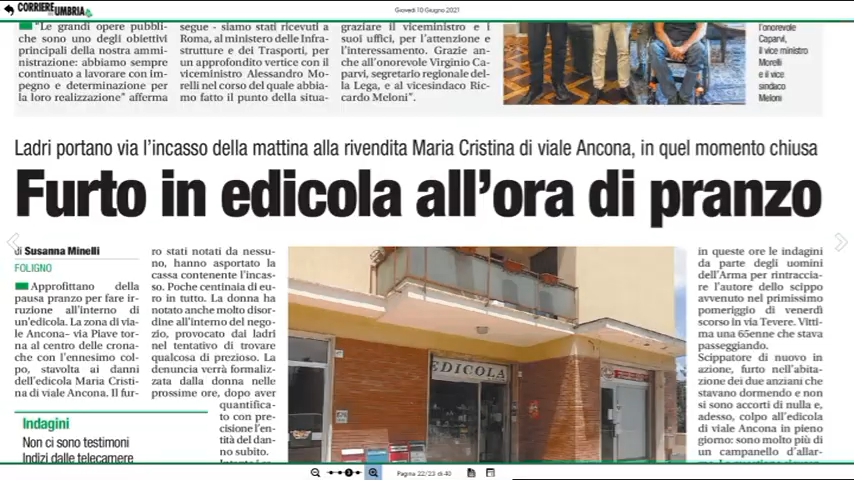 CORRIERE
UMBRIA
Giovedì 10 Giugno 2021
"Le grandi opere pubbli-
che sono uno degli obiettivi
principali della nostra ammi-
nistrazione: abbiamo sempre
continuato a lavorare con im-
pegno e determinazione per
la loro realizzazione" afferma
segue - siamo stati ricevuti a
Roma, al ministero delle Infra-
strutture e dei Trasporti, per
un approfondito vertice con il
viceministro Alessandro Mo-
relli nel corso del quale abbia-
mo fatto il punto della situa-
graziare il viceministro e i
suoi uffici, per l'attenzione e
l'interessamento. Grazie an-
che all'onorevole Virginio Ca-
parvi, segretario regionale del-
la Lega, e al vicesindaco Ric-
cardo Meloni".
l'onorevole
Caparvi,
il vice ministro
Morelli
e il vice
sindaco
Meloni
Ladri portano via l'incasso della mattina alla rivendita Maria Cristina di viale Ancona, in quel momento chiusa
Furto in edicola all'ora di pranzo
di Susanna Minelli
FOLIGNO
Approfittano della
pausa pranzo per fare ir-
ruzione all'interno di
un'edicola. La zona di via-
le Ancona- via Piave tor-
na al centro delle crona-
che con l'ennesimo col-
po, stavolta ai danni
dell'edicola Maria Cristi-
na di viale Ancona. Il fur-
Indagini
Non ci sono testimoni
Indizi dalle telecamere
ro stati notati da nessu-
no, hanno asportato la
cassa contenente l'incas-
so. Poche centinaia di eu-
ro in tutto. La donna ha
notato anche molto disor-
dine all'interno del nego-
zio, provocato dai ladri
nel tentativo di trovare
qualcosa di prezioso. La
denuncia verrà formaliz-
zata dalla donna nelle
prossime ore, dopo aver
quantifica-
to con pre-
cisione l'en-
tità del dan-
no subito.
EDICOLA
in queste ore le indagini
da parte degli uomini
dell'Arma per rintraccia-
re l'autore dello scippo
avvenuto nel primissimo
pomeriggio di venerdì
scorso in via Tevere. Vitti-
ma una 65enne che stava
passeggiando.
Scippatore di nuovo in
azione, furto nell'abita-
zione dei due anziani che
stavano dormendo e non
si sono accorti di nulla e,
adesso, colpo all'edicola
di viale Ancona in pieno
giorno: sono molto più di
un campanello d'allar-
Pagina 22/23 di 40